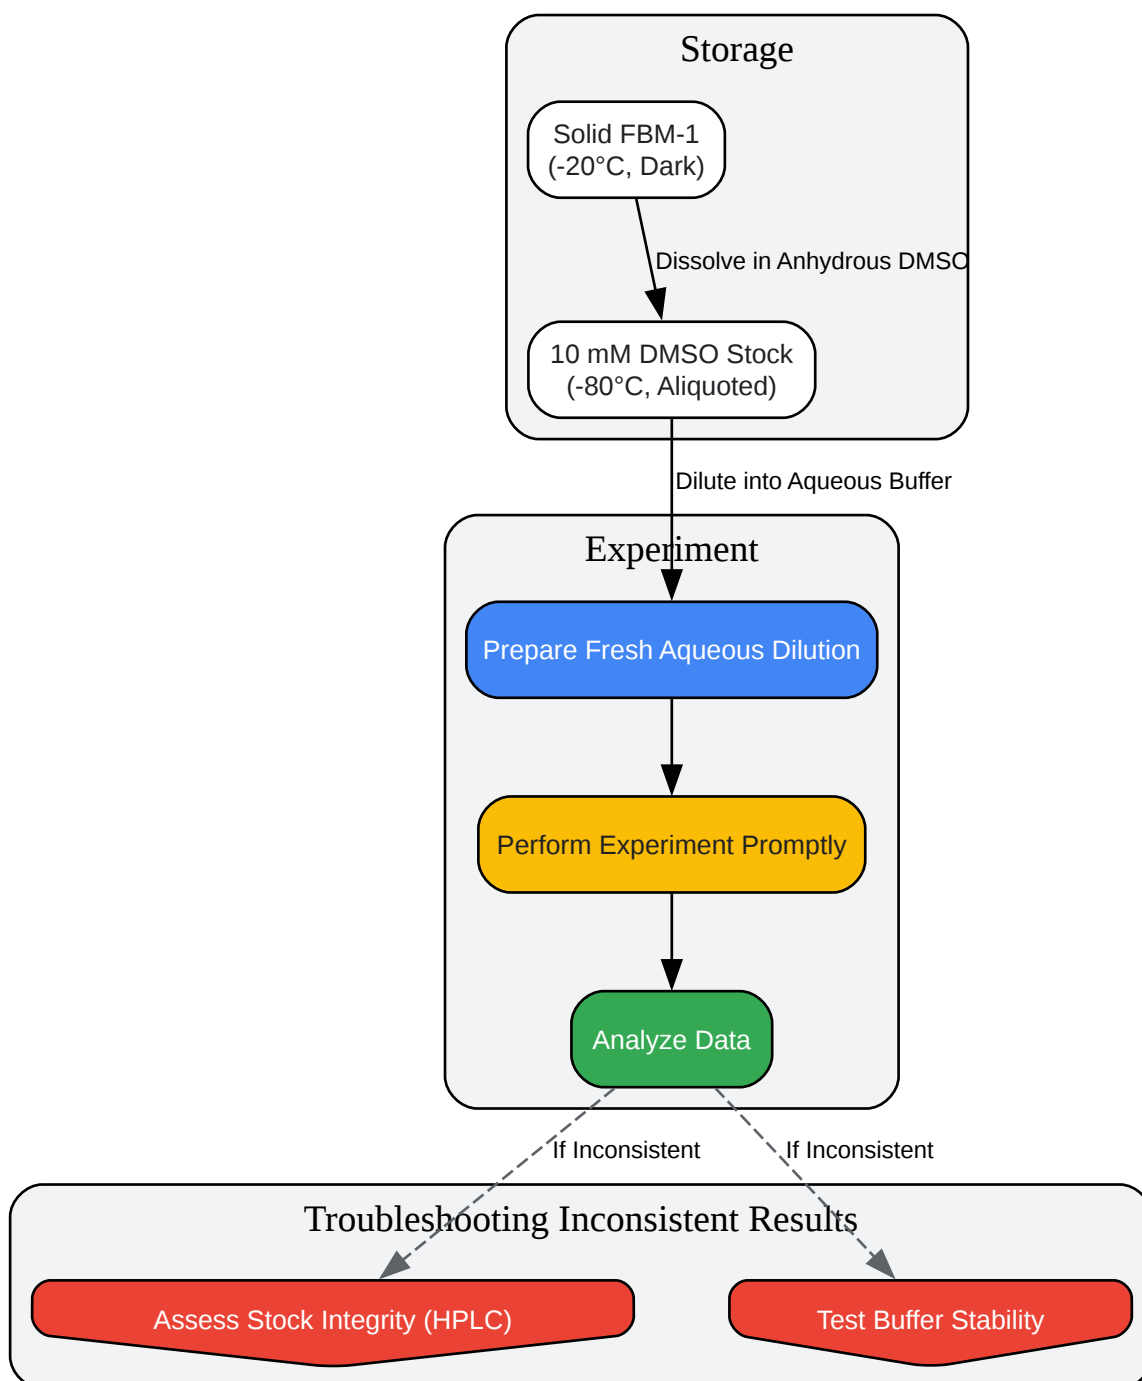 Storage
Solid FBM-1
(-20°C, Dark)
Dissolve in Anhydrous DMSO
10 mM DMSO Stock
(-80°C, Aliquoted)
Dilute into Aqueous Buffer
Experiment
Prepare Fresh Aqueous Dilution
Perform Experiment Promptly
Analyze Data
If Inconsistent
If Inconsistent
Troubleshooting Inconsistent Results
Assess Stock Integrity (HPLC)
Test Buffer Stability